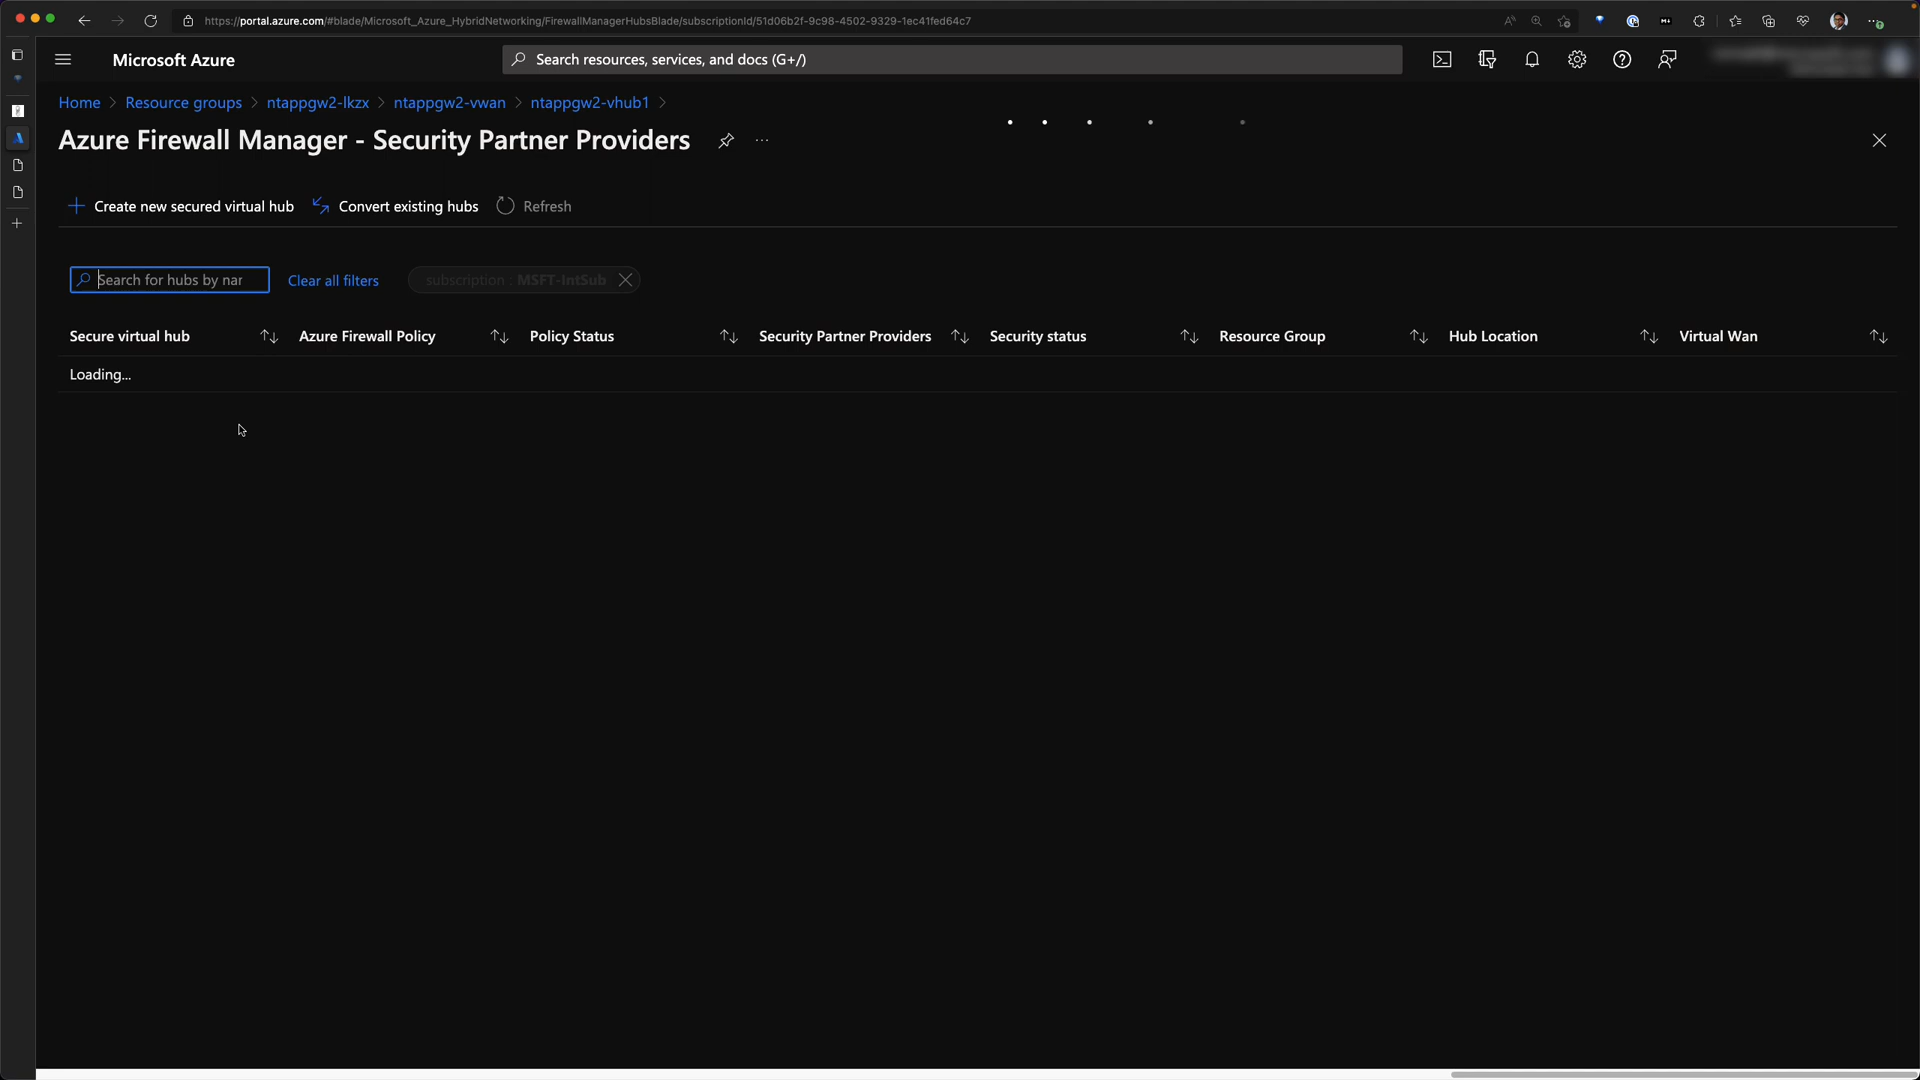 https://portal.azure.com/#blade/Microsoft_Azure_HybridNetworking/FirewallManagerHubsBlade/subscriptionId/51d06b2f-9c98-4502-9329-1ec41fed64c7
Microsoft Azure
Search resources, services, and docs (G+/)
Home > Resource groups > ntappgw2-lkzx > ntappgw2-vwan > ntappgw2-vhub1 >
Azure Firewall Manager - Security Partner Providers
Create new secured virtual hub
Convert existing hubs
Refresh
Search for hubs by nar
Clear all filters
subscription : MSFT-IntSub
Secure virtual hub
Azure Firewall Policy
Policy Status
Security Partner Providers
Security status
Resource Group
Hub Location
Virtual Wan
Loading...